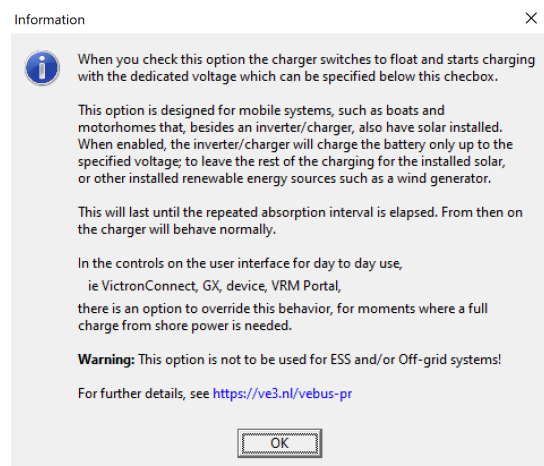 Information
When you check this option the charger switches to float and starts charging
with the dedicated voltage which can be specified below this checbox.
This option is designed for mobile systems, such as boats and
motorhomes that, besides an inverter/charger, also have solar installed.
When enabled, the inverter/charger will charge the battery only up to the
specified voltage; to leave the rest of the charging for the installed solar,
or other installed renewable energy sources such as a wind generator.
This will last until the repeated absorption interval is elapsed. From then on
the charger will behave normally.
In the controls on the user interface for day to day use,
ie VictronConnect, GX, device, VRM Portal,
there is an option to override this behavior, for moments where a full
charge from shore power is needed.
Warning: This option is not to be used for ESS and/or Off-grid systems!
For further details, see https://ve3.nl/vebus-pr
OK